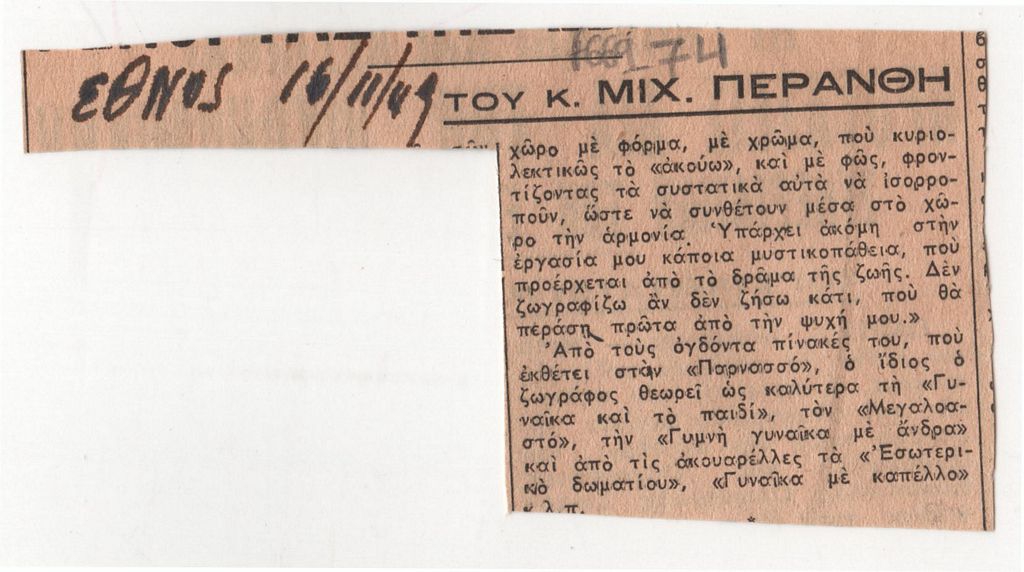 ΕΘΝΟΣ 16/11/49
1669_74
ΤΟΥ Κ. ΜΙΧ. ΠΕΡΑΝΘΗ
χῶρο μὲ φόρμα, μὲ χρῶμα, ποὺ κυριο-
λεκτικῶς τὸ «ἀκούω», καὶ μὲ φῶς, φρον-
τίζοντας τὰ συστατικὰ αὐτὰ νὰ ἰσορρο-
ποῦν, ὥστε νὰ συνθέτουν μέσα στὸ χῶ-
ρο τὴν ἁρμονία. Ὑπάρχει ἀκόμη στὴν
ἐργασία μου κάποια μυστικοπάθεια, ποὺ
προέρχεται ἀπὸ τὸ δρᾶμα τῆς ζωῆς. Δὲν
ζωγραφίζω ἂν δὲν ζήσω κάτι, ποὺ θὰ
περάση πρῶτα ἀπὸ τὴν ψυχή μου.»
Ἀπὸ τοὺς ὀγδόντα πίνακές του, ποὺ
ἐκθέτει στὸν «Παρνασσό», ὁ ἴδιος ὁ
ζωγράφος θεωρεῖ ὡς καλύτερα τὴ «Γυ-
ναῖκα καὶ τὸ παιδί», τὸν «Μεγαλοα-
στό», τὴν «Γυμνὴ γυναῖκα μὲ ἄνδρα»
καὶ ἀπὸ τὶς ἀκουαρέλλες τὰ «Ἐσωτερι-
κὸ δωματίου», «Γυναῖκα μὲ καπέλλο»
κ.λ.π.
*